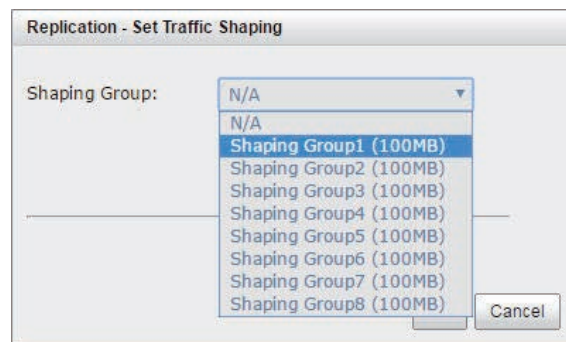 Replication - Set Traffic Shaping
Shaping Group:
N/A
N/A
Shaping Group1 (100MB)
Shaping Group2 (100MB)
Shaping Group3 (100MB)
Shaping Group4 (100MB)
Shaping Group5 (100MB)
Shaping Group6 (100MB)
Shaping Group7 (100MB)
Shaping Group8 (100MB)
Cancel